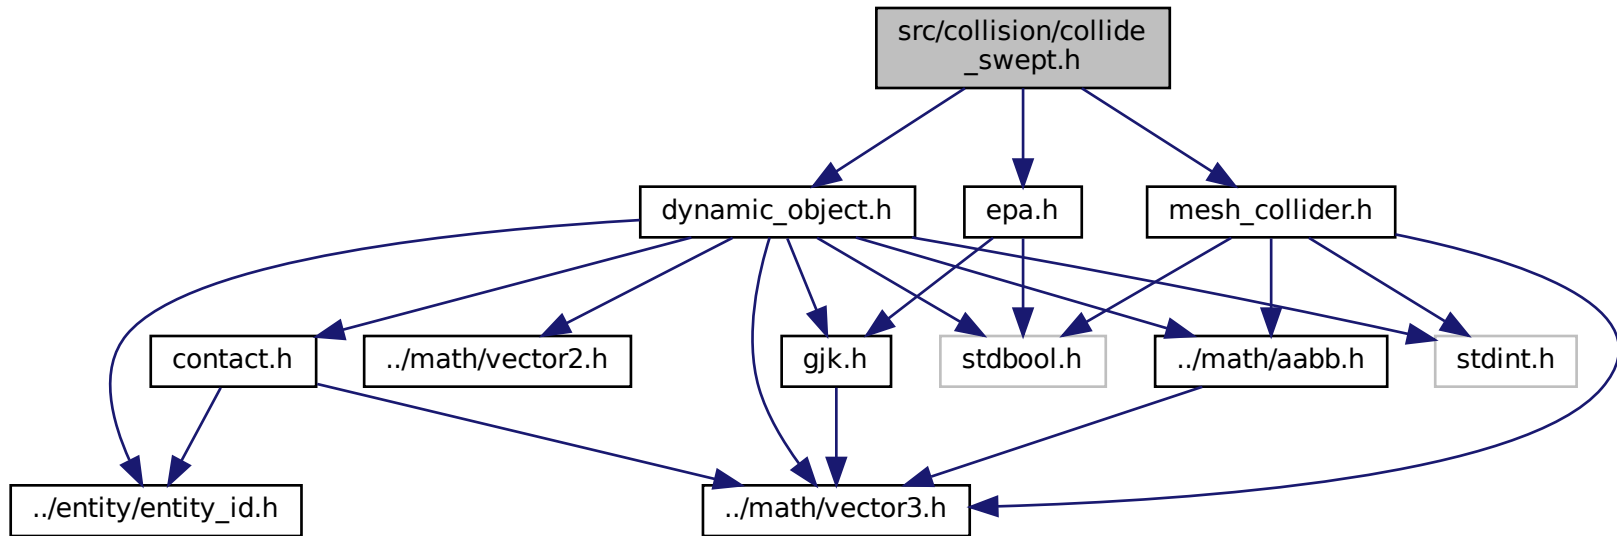 src/collision/collide
_swept.h
dynamic_object.h
epa.h
mesh_collider.h
contact.h
../math/vector2.h
gjk.h
stdbool.h
../math/aabb.h
stdint.h
../entity/entity_id.h
../math/vector3.h